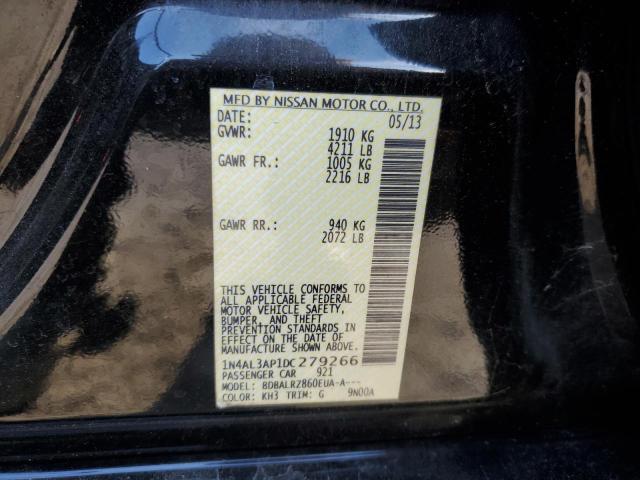 MFD BY NISSAN MOTOR CO., LTD.
DATE: 05/13
GVWR: 1910 KG
4211 LB
GAWR FR.: 1005 KG
2216 LB
GAWR RR.: 940 KG
2072 LB
THIS VEHICLE CONFORMS TO
ALL APPLICABLE FEDERAL
MOTOR VEHICLE SAFETY,
BUMPER, AND THEFT
PREVENTION STANDARDS IN
EFFECT ON THE DATE OF
MANUFACTURE SHOWN ABOVE.
1N4AL3AP1DC279266
PASSENGER CAR 921
MODEL: BDBALRZ860EUA-A---
COLOR: KH3 TRIM: G 9N00A